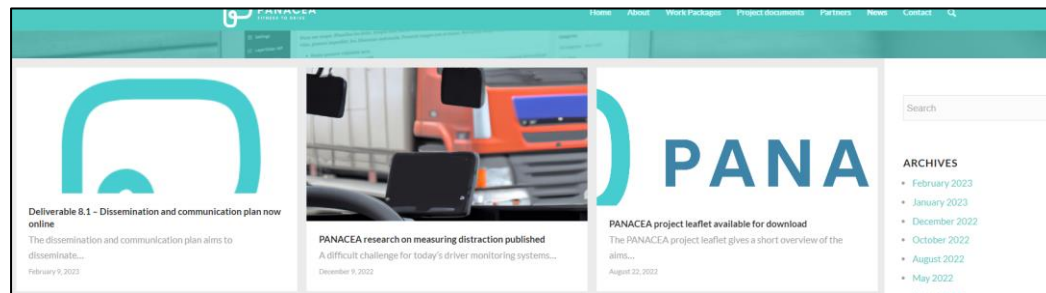 PANACEA
FITNESS TO DRIVE
Home About Work Packages Project documents Partners News Contact
Search
ARCHIVES
February 2023
January 2023
December 2022
October 2022
August 2022
May 2022
Deliverable 8.1 – Dissemination and communication plan now
online
The dissemination and communication plan aims to
disseminate...
February 9, 2023
PANACEA research on measuring distraction published
A difficult challenge for today's driver monitoring systems...
December 9, 2022
PANA
PANACEA project leaflet available for download
The PANACEA project leaflet gives a short overview of the
aims...
August 22, 2022